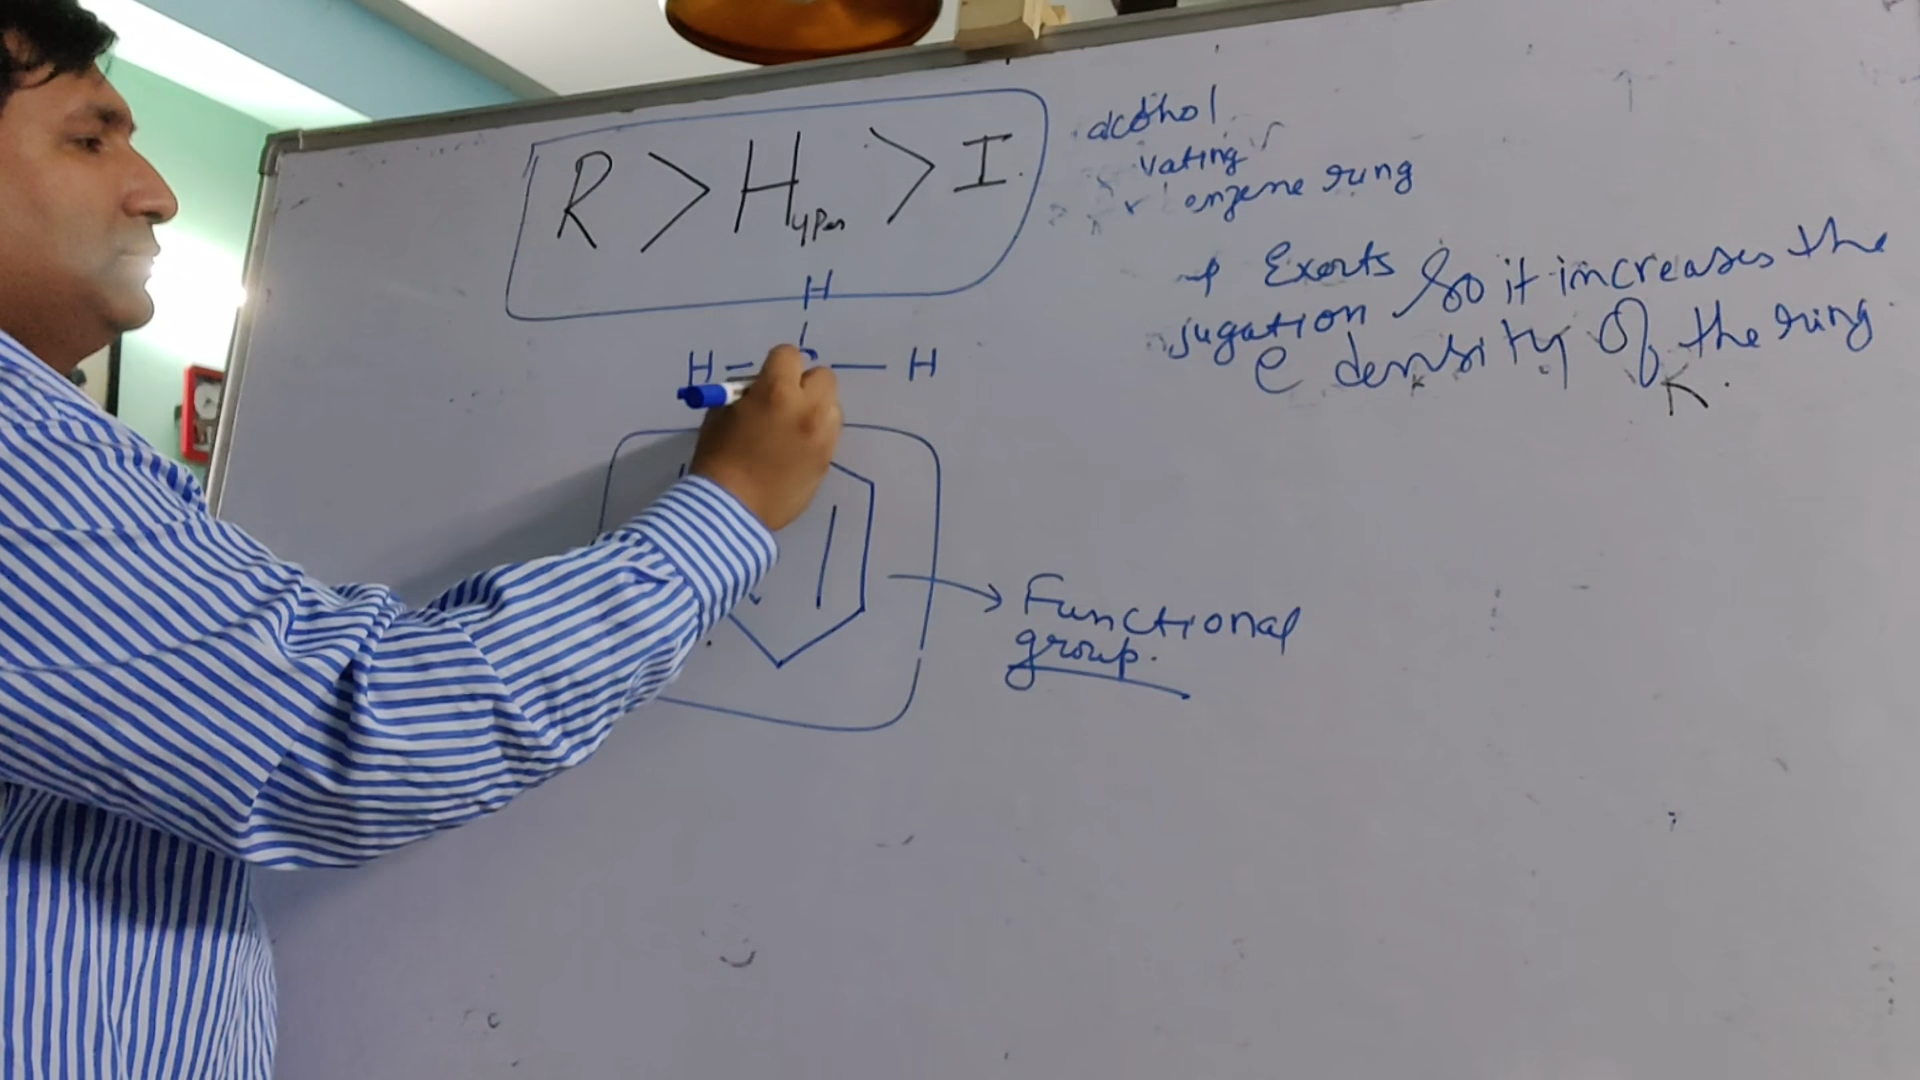 R > Hyper > I
H
H - C - H
Functional
group.
alcohol
vating
enzene ring
Exerts
jugation so it increases the
e density of the ring.